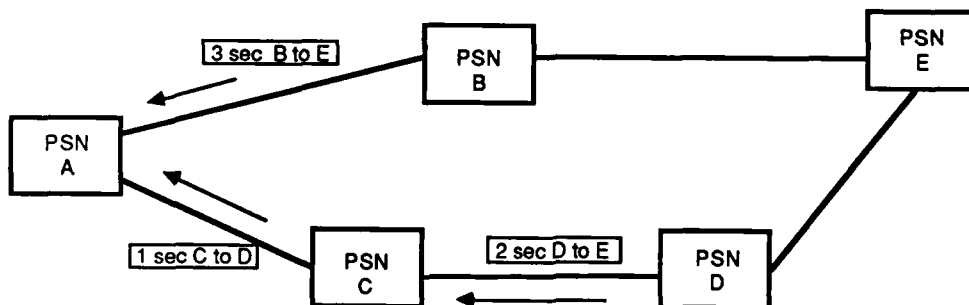 3 sec B to E
PSN
B
PSN
E
PSN
A
1 sec C to D
PSN
C
2 sec D to E
PSN
D